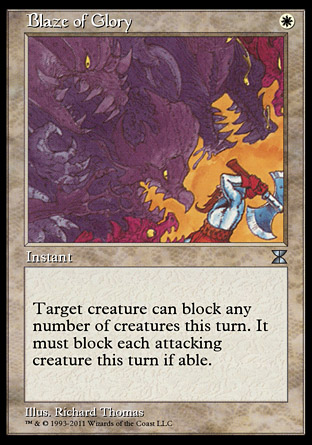 Blaze of Glory
Instant
Target creature can block any
number of creatures this turn. It
must block each attacking
creature this turn if able.
Illus. Richard Thomas
™ & © 1993-2011 Wizards of the Coast LLC